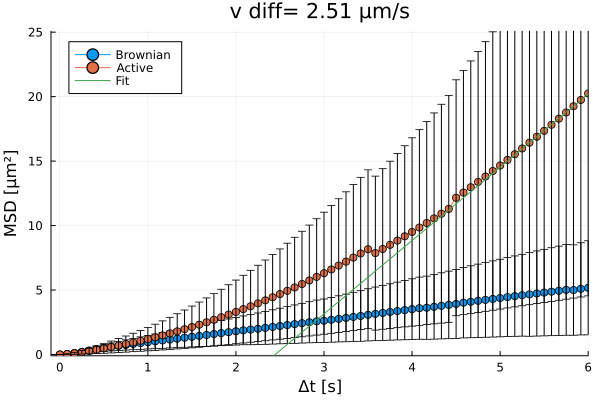 v diff= 2.51 μm/s
MSD [μm²]
25
20
15
10
5
0
Brownian
Active
Fit
0 1 2 3 4 5 6
Δt [s]